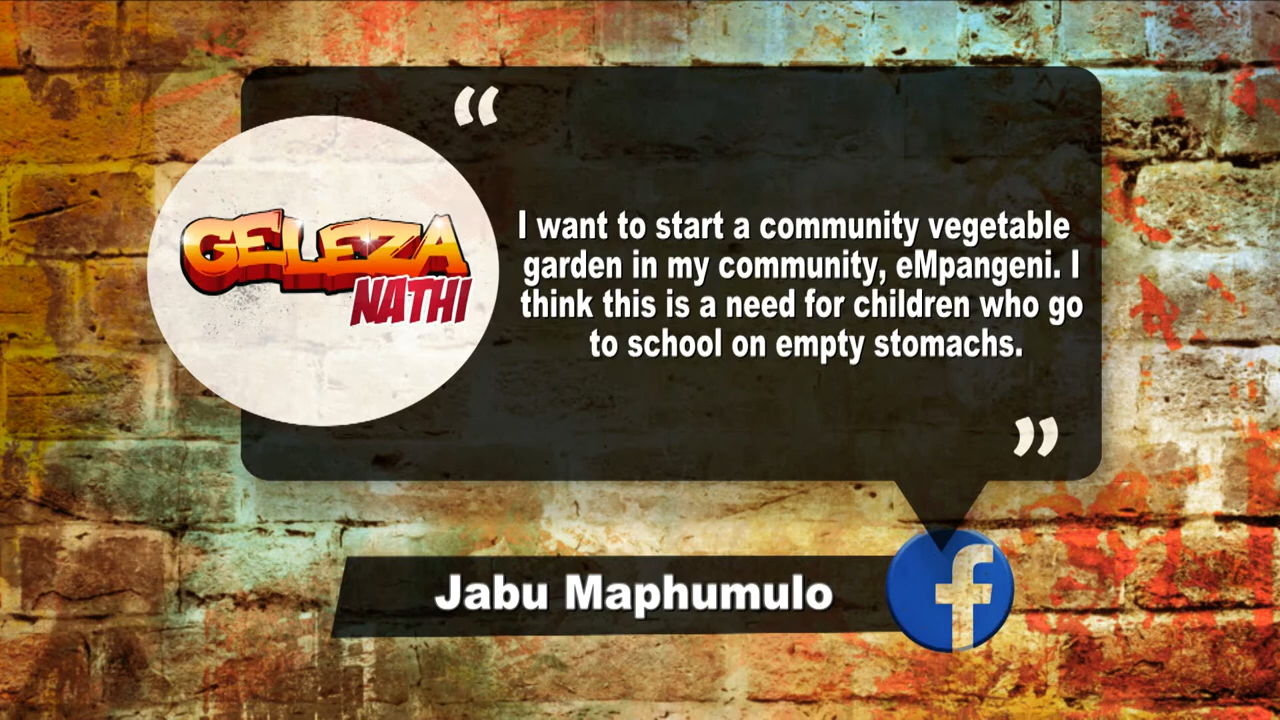 “
GELEZA
NATHI
I want to start a community vegetable
garden in my community, eMpangeni. I
think this is a need for children who go
to school on empty stomachs.
”
Jabu Maphumulo
f